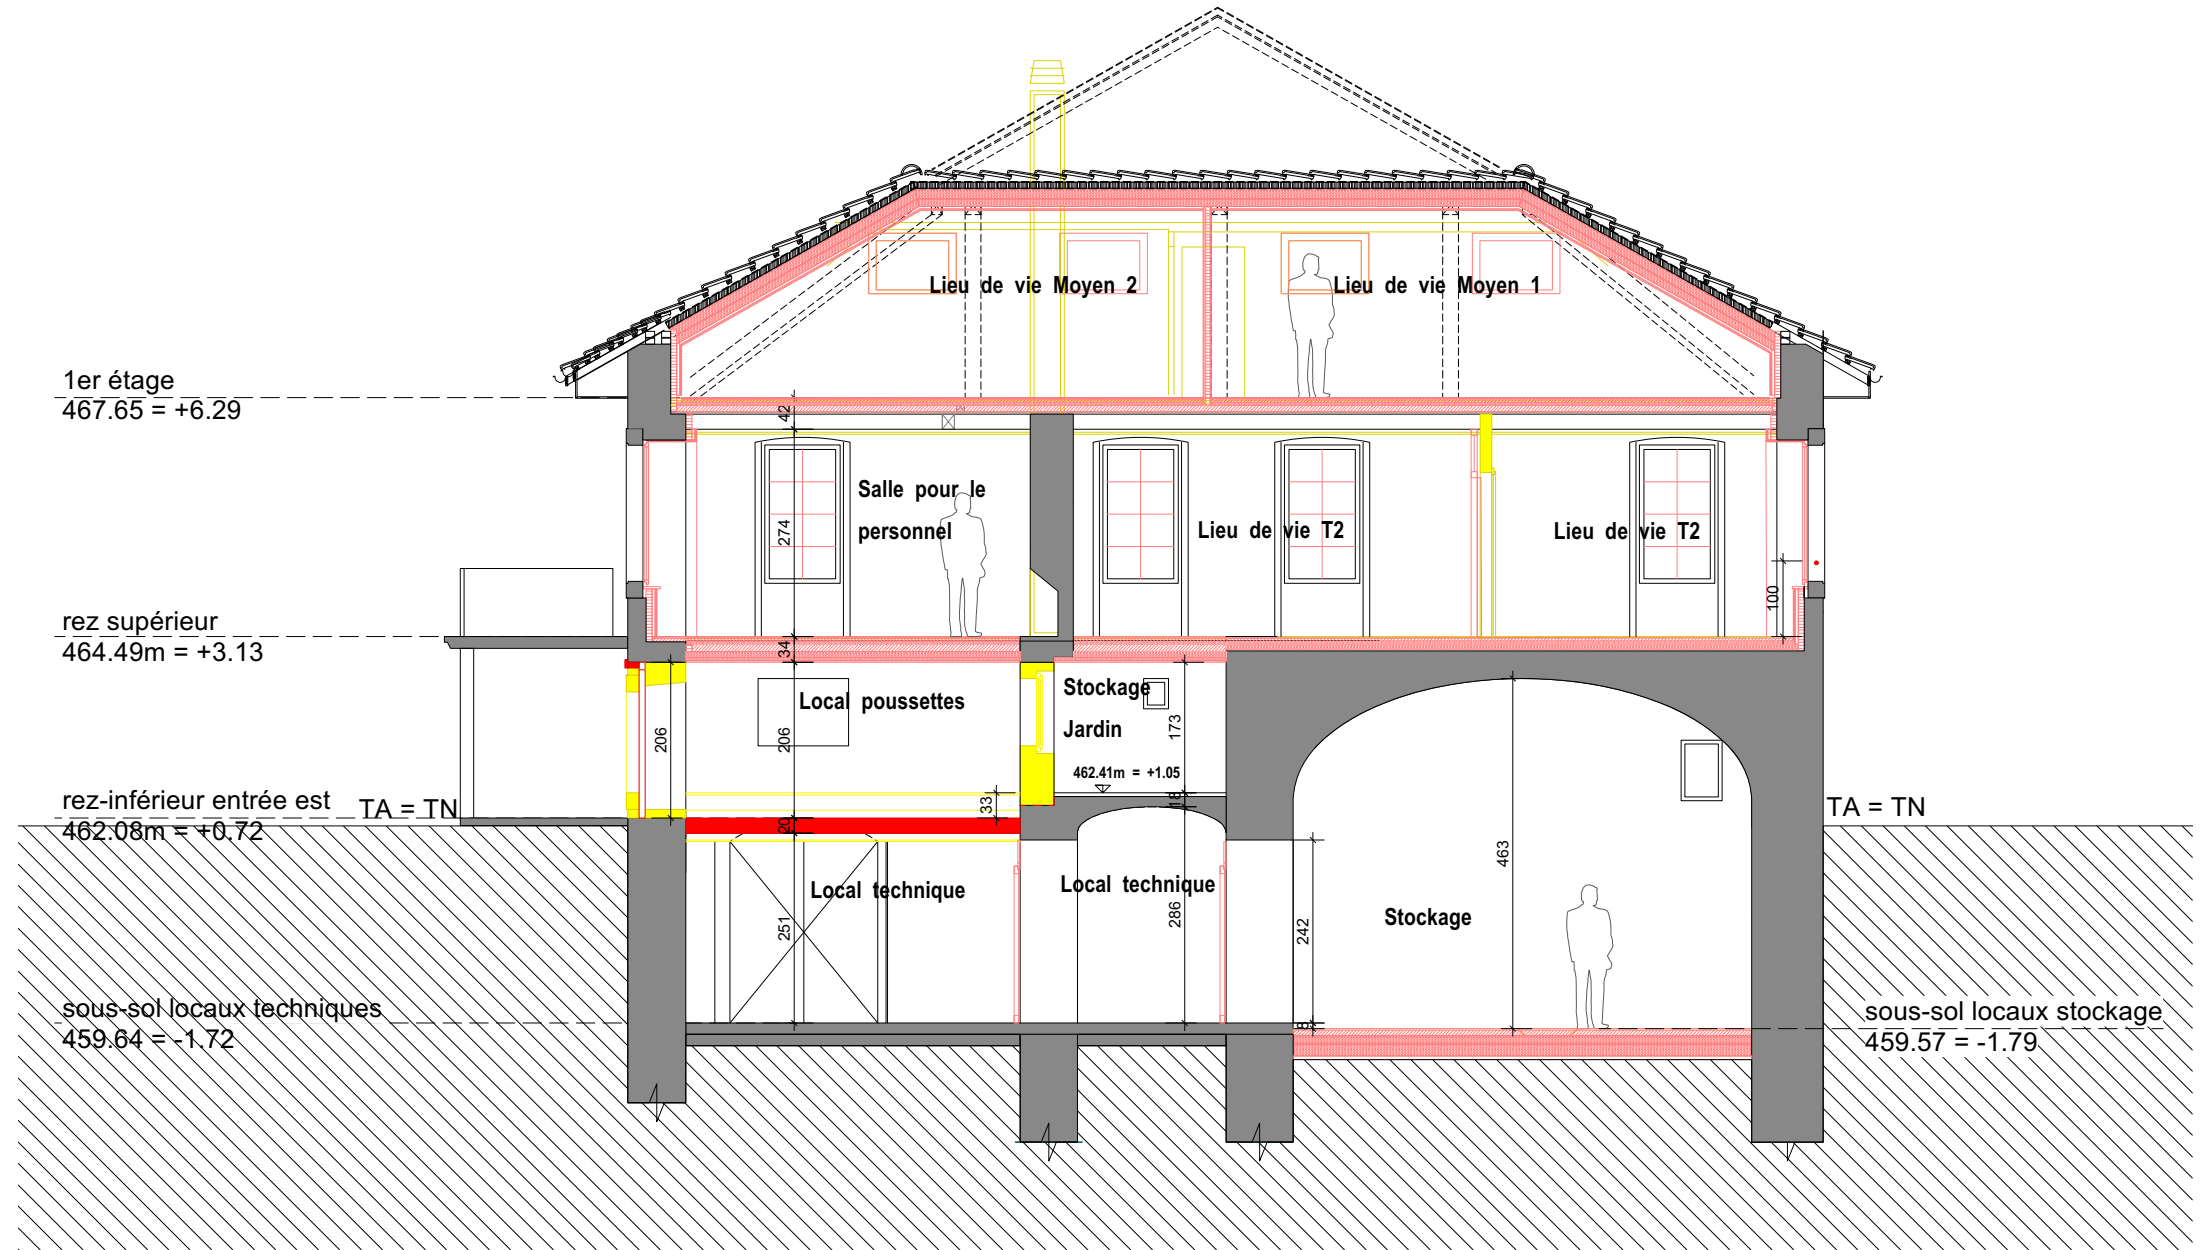 Lieu de vie Moyen 2
Lieu de vie Moyen 1
1er étage
467.65 = +6.29
42
Salle pour le
personnel
274
Lieu de vie T2
Lieu de vie T2
100
rez supérieur
464.49m = +3.13
34
Local poussettes
Stockage
Jardin
206
206
173
462.41m = +1.05
rez-inférieur entrée est
462.08m = +0.72
TA = TN
TA = TN
33
18
20
463
Local technique
Local technique
251
286
242
Stockage
sous-sol locaux techniques
459.64 = -1.72
8
sous-sol locaux stockage
459.57 = -1.79